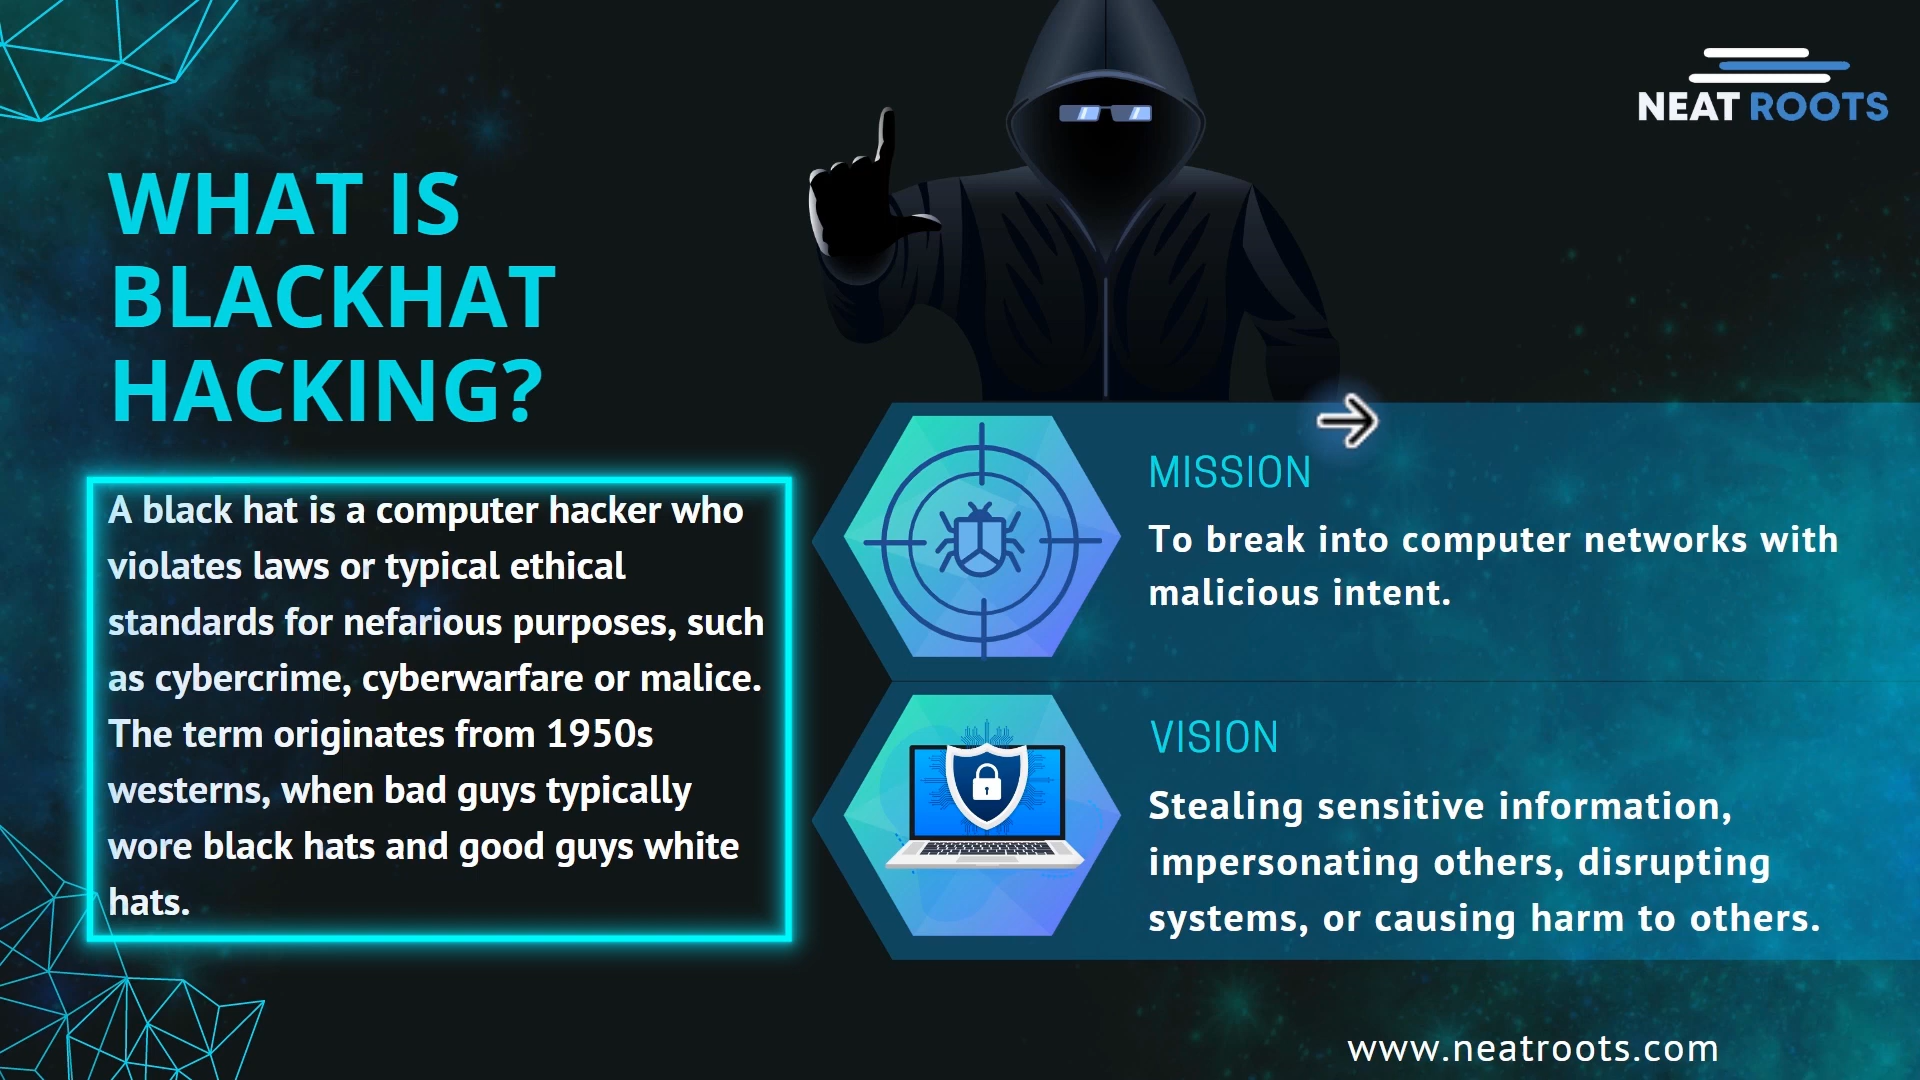 NEAT ROOTS
WHAT IS
BLACKHAT
HACKING?
A black hat is a computer hacker who
violates laws or typical ethical
standards for nefarious purposes, such
as cybercrime, cyberwarfare or malice.
The term originates from 1950s
westerns, when bad guys typically
wore black hats and good guys white
hats.
MISSION
To break into computer networks with
malicious intent.
VISION
Stealing sensitive information,
impersonating others, disrupting
systems, or causing harm to others.
www.neatroots.com